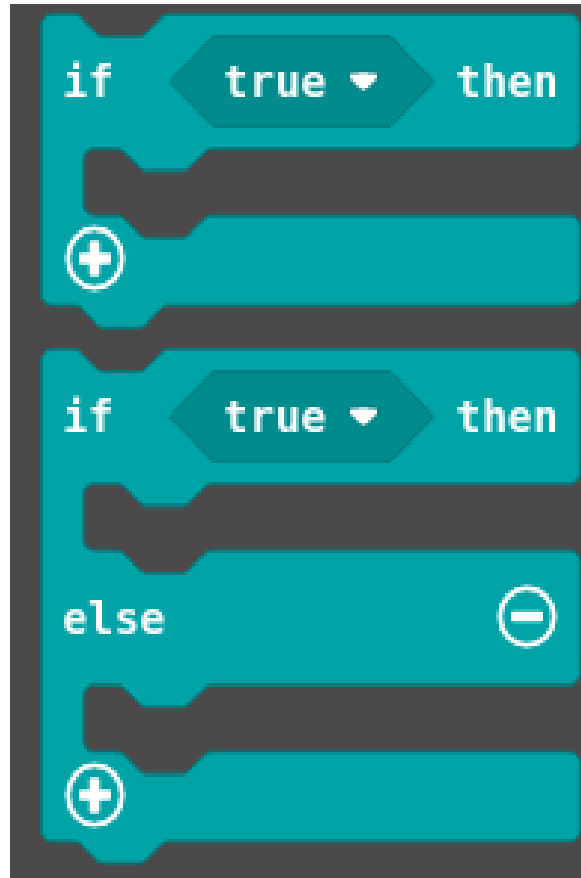 if true then
if true then
else